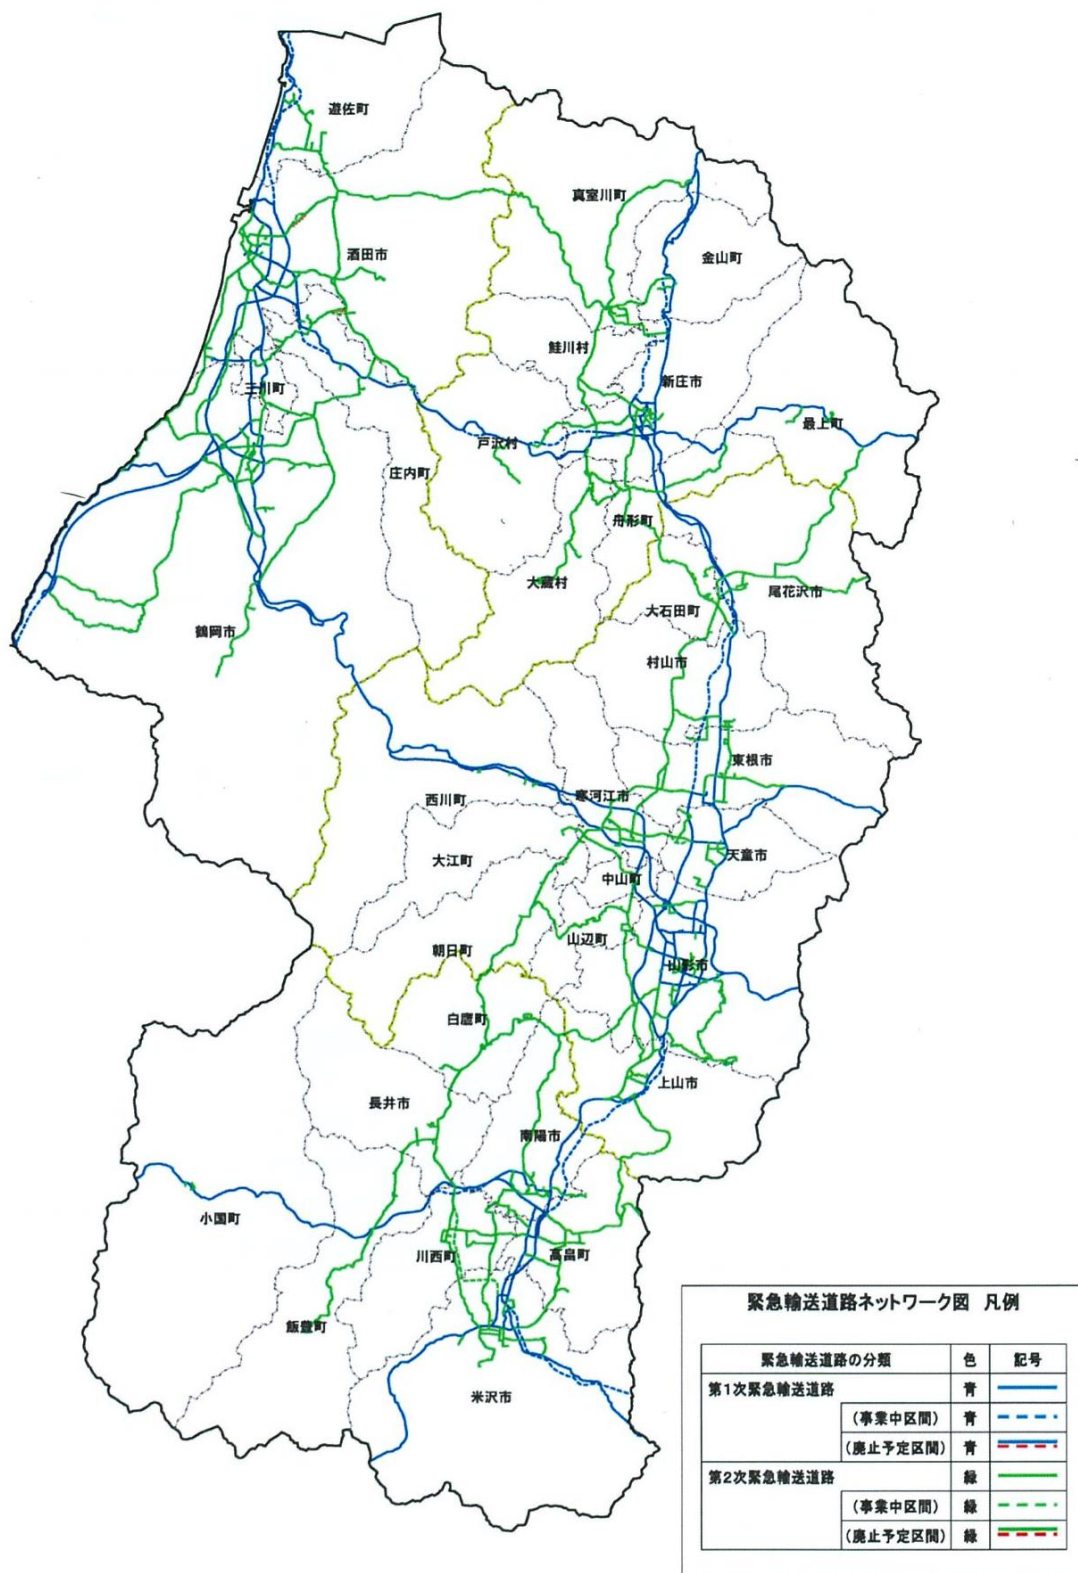 遊佐町
真室川町
金山町
酒田市
鮭川村
新庄市
三川町
最上町
戸沢村
庄内町
舟形町
大蔵村
尾花沢市
大石田町
鶴岡市
村山市
東根市
西川町
寒河江市
大江町
天童市
中山町
山辺町
朝日町
山形市
白鷹町
上山市
長井市
南陽市
小国町
川西町
高畠町
飯豊町
米沢市
緊急輸送道路ネットワーク図 凡例
緊急輸送道路の分類 色 記号
第1次緊急輸送道路 青
(事業中区間) 青
(廃止予定区間) 青
第2次緊急輸送道路 緑
(事業中区間) 緑
(廃止予定区間) 緑